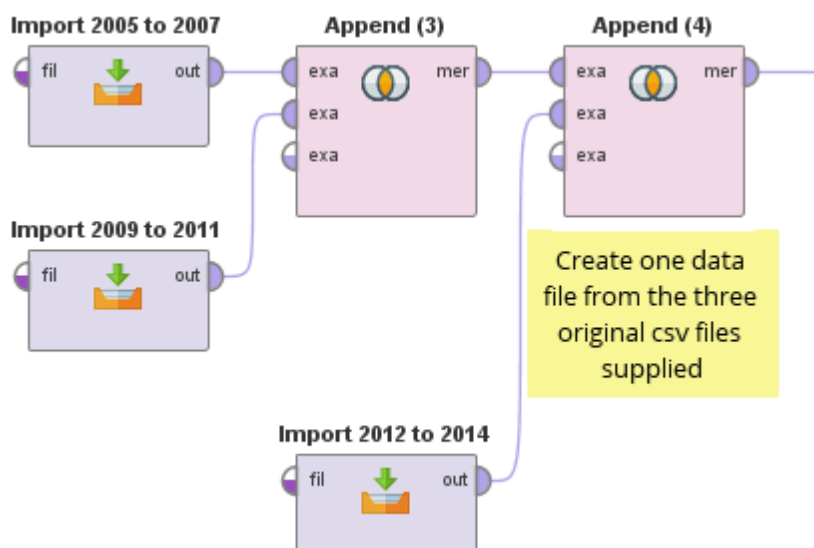 Import 2005 to 2007
fil
out
Append (3)
exa
mer
exa
exa
Append (4)
exa
mer
exa
exa
Import 2009 to 2011
fil
out
Create one data
file from the three
original csv files
supplied
Import 2012 to 2014
fil
out